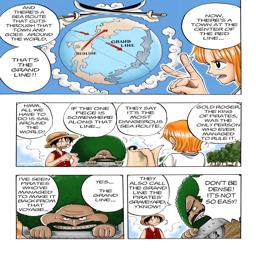 NOW,
THERE'S A
TOWN AT THE
CENTER OF
THE RED
LINE...
AND
THERE'S A
SEA ROUTE
THAT CUTS
THROUGH THAT
TOWN AND
GOES AROUND
THE WORLD.
THAT'S
THE
GRAND
LINE!!
GRAND
LINE
REDLINE
GOLD ROGER,
THE KING
OF PIRATES,
WAS THE
ONLY PERSON
WHO EVER
MANAGED
TO RULE IT.
THEY
SAY IT'S
THE MOST
DANGEROUS
SEA ROUTE.
IF THE ONE
PIECE IS
SOMEWHERE
ALONG THAT
LINE...
HMM,
ALL WE
HAVE TO
DO IS SAIL
AROUND
THE
WORLD!
DON'T BE
DENSE!
IT'S NOT
SO EASY!
THEY
ALSO CALL
THE GRAND
LINE THE
PIRATES'
GRAVEYARD,
Y'KNOW!
YES...
THE
GRAND
LINE...
I'VE SEEN
PIRATES
WHO'VE
MANAGED
TO MAKE IT
BACK FROM
THAT
VOYAGE.